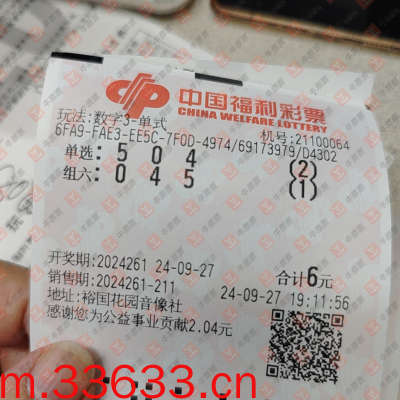 中国福利彩票
CHINA WELFARE LOTTERY
玩法:数字3-单式
机号:21100064
6FA9-FAE3-EE5C-7F0D-4974/69173979/D4302
单选: 5 0 4 (2)
组六: 0 4 5 (1)
开奖期:2024261 24-09-27 合计6元
销售期:2024261-211 24-09-27 19:11:56
地址:裕国花园音像社
感谢您为公益事业贡献2.04元
m.33633.cn